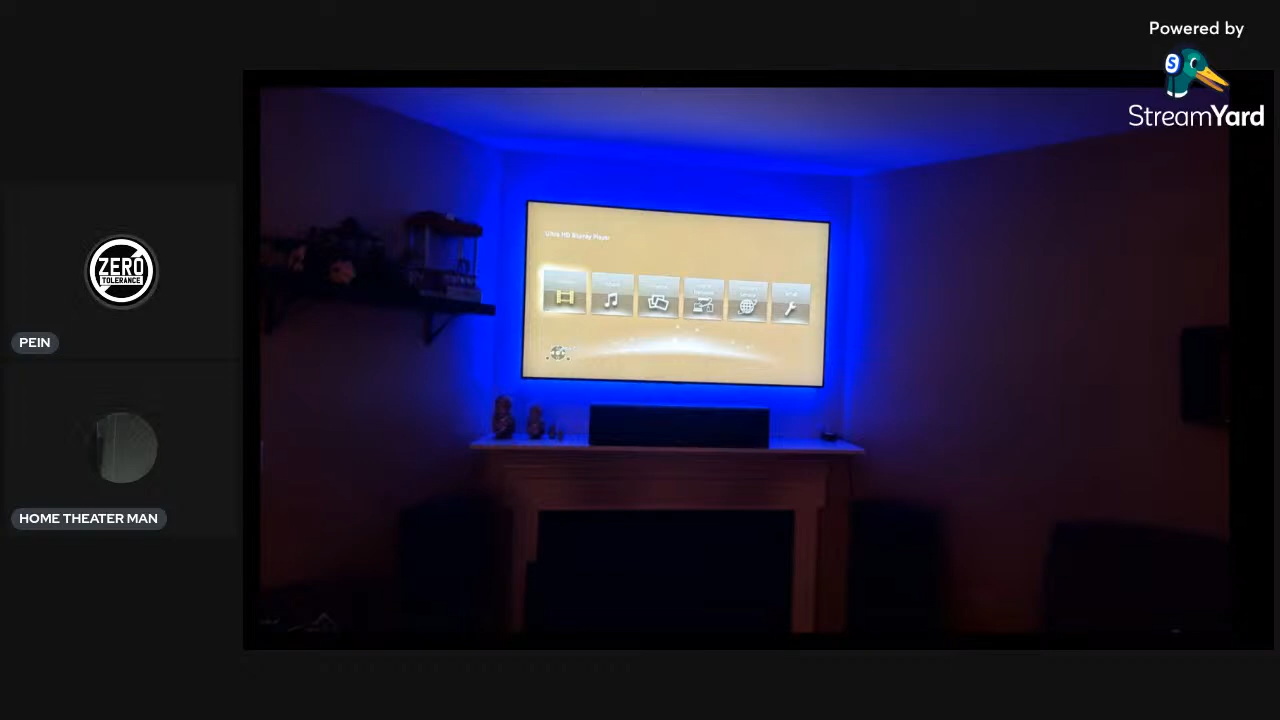 Powered by
StreamYard
ZERO
TOLERANCE
PEIN
HOME THEATER MAN
Ultra HD Blu-ray Player